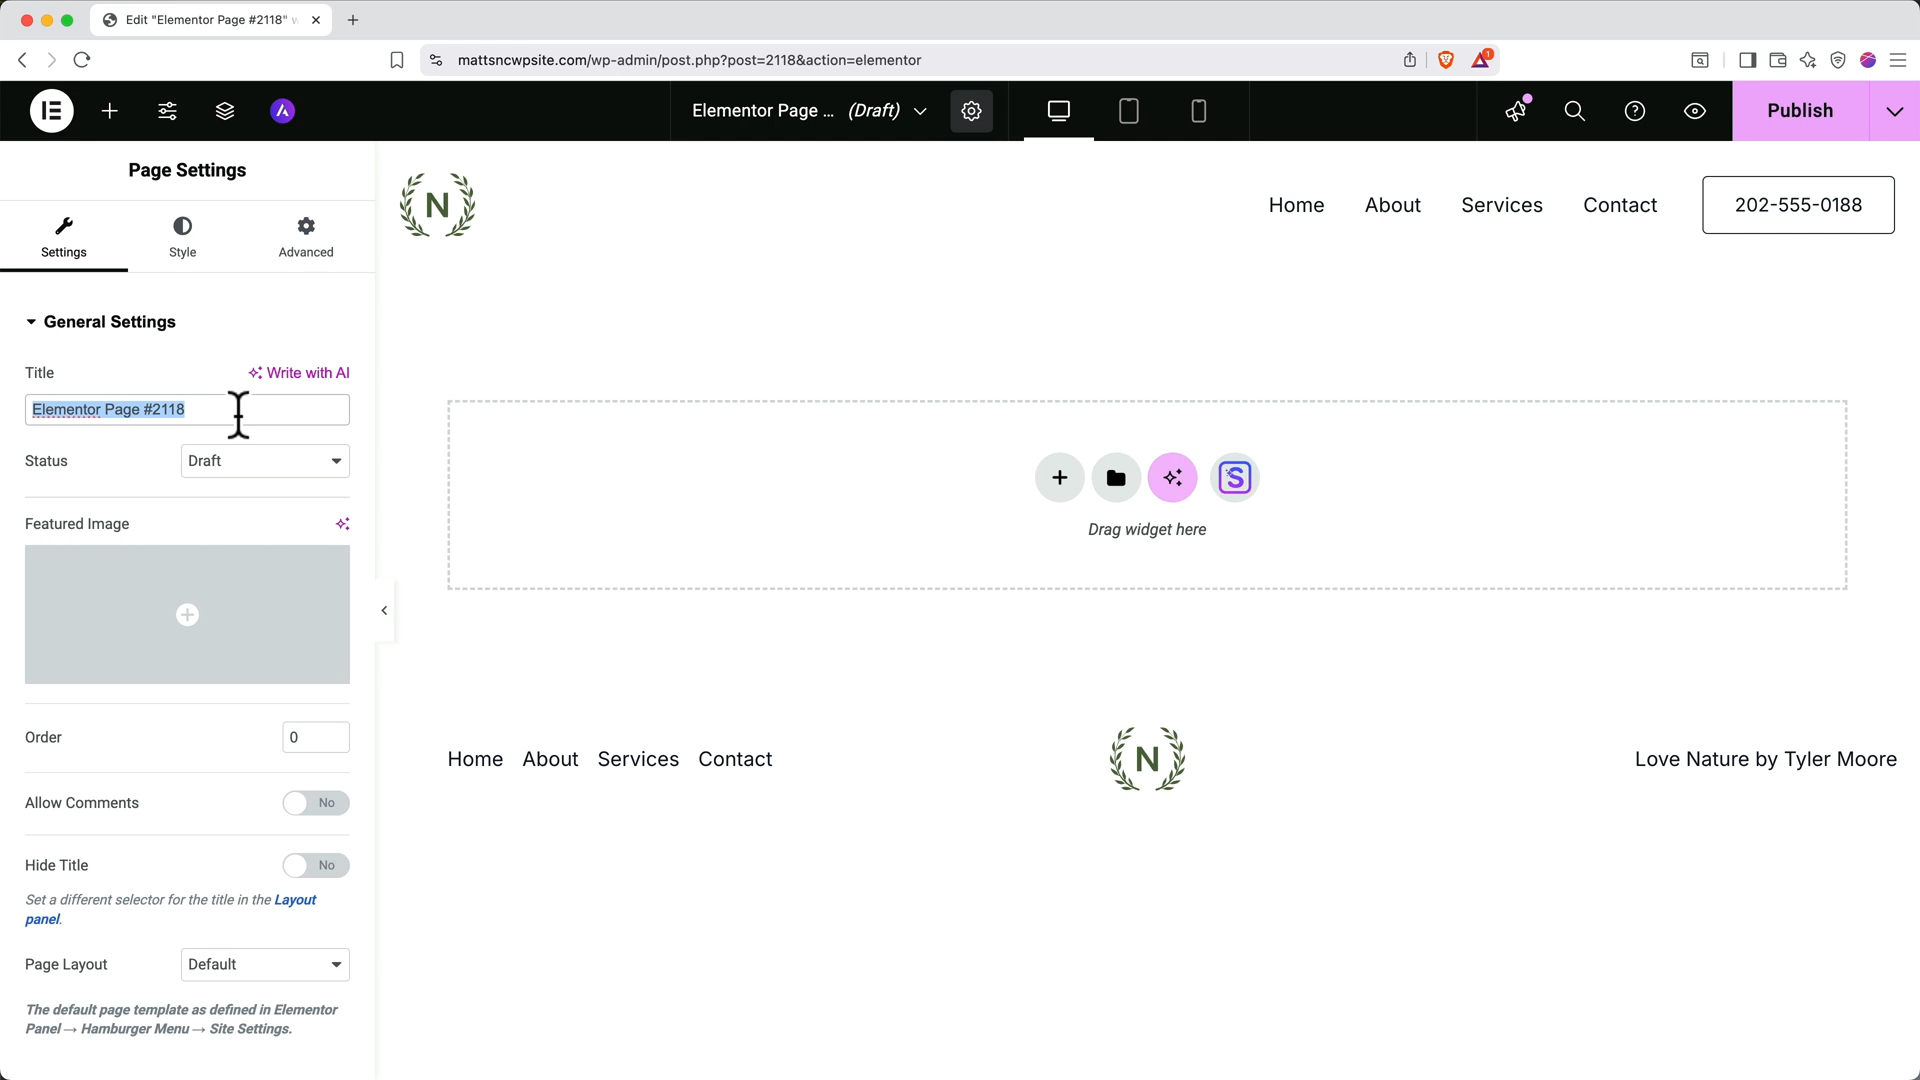 Edit "Elementor Page #2118" w
mattsncwpsite.com/wp-admin/post.php?post=2118&action=elementor
1
Elementor Page ... (Draft)
Publish
Page Settings
Settings
Style
Advanced
N
Home
About
Services
Contact
202-555-0188
General Settings
Title
Write with AI
Elementor Page #2118
Status
Draft
S
Drag widget here
Featured Image
Order
0
Home
About
Services
Contact
N
Love Nature by Tyler Moore
Allow Comments
No
Hide Title
No
Set a different selector for the title in the Layout
panel.
Page Layout
Default
The default page template as defined in Elementor
Panel → Hamburger Menu → Site Settings.